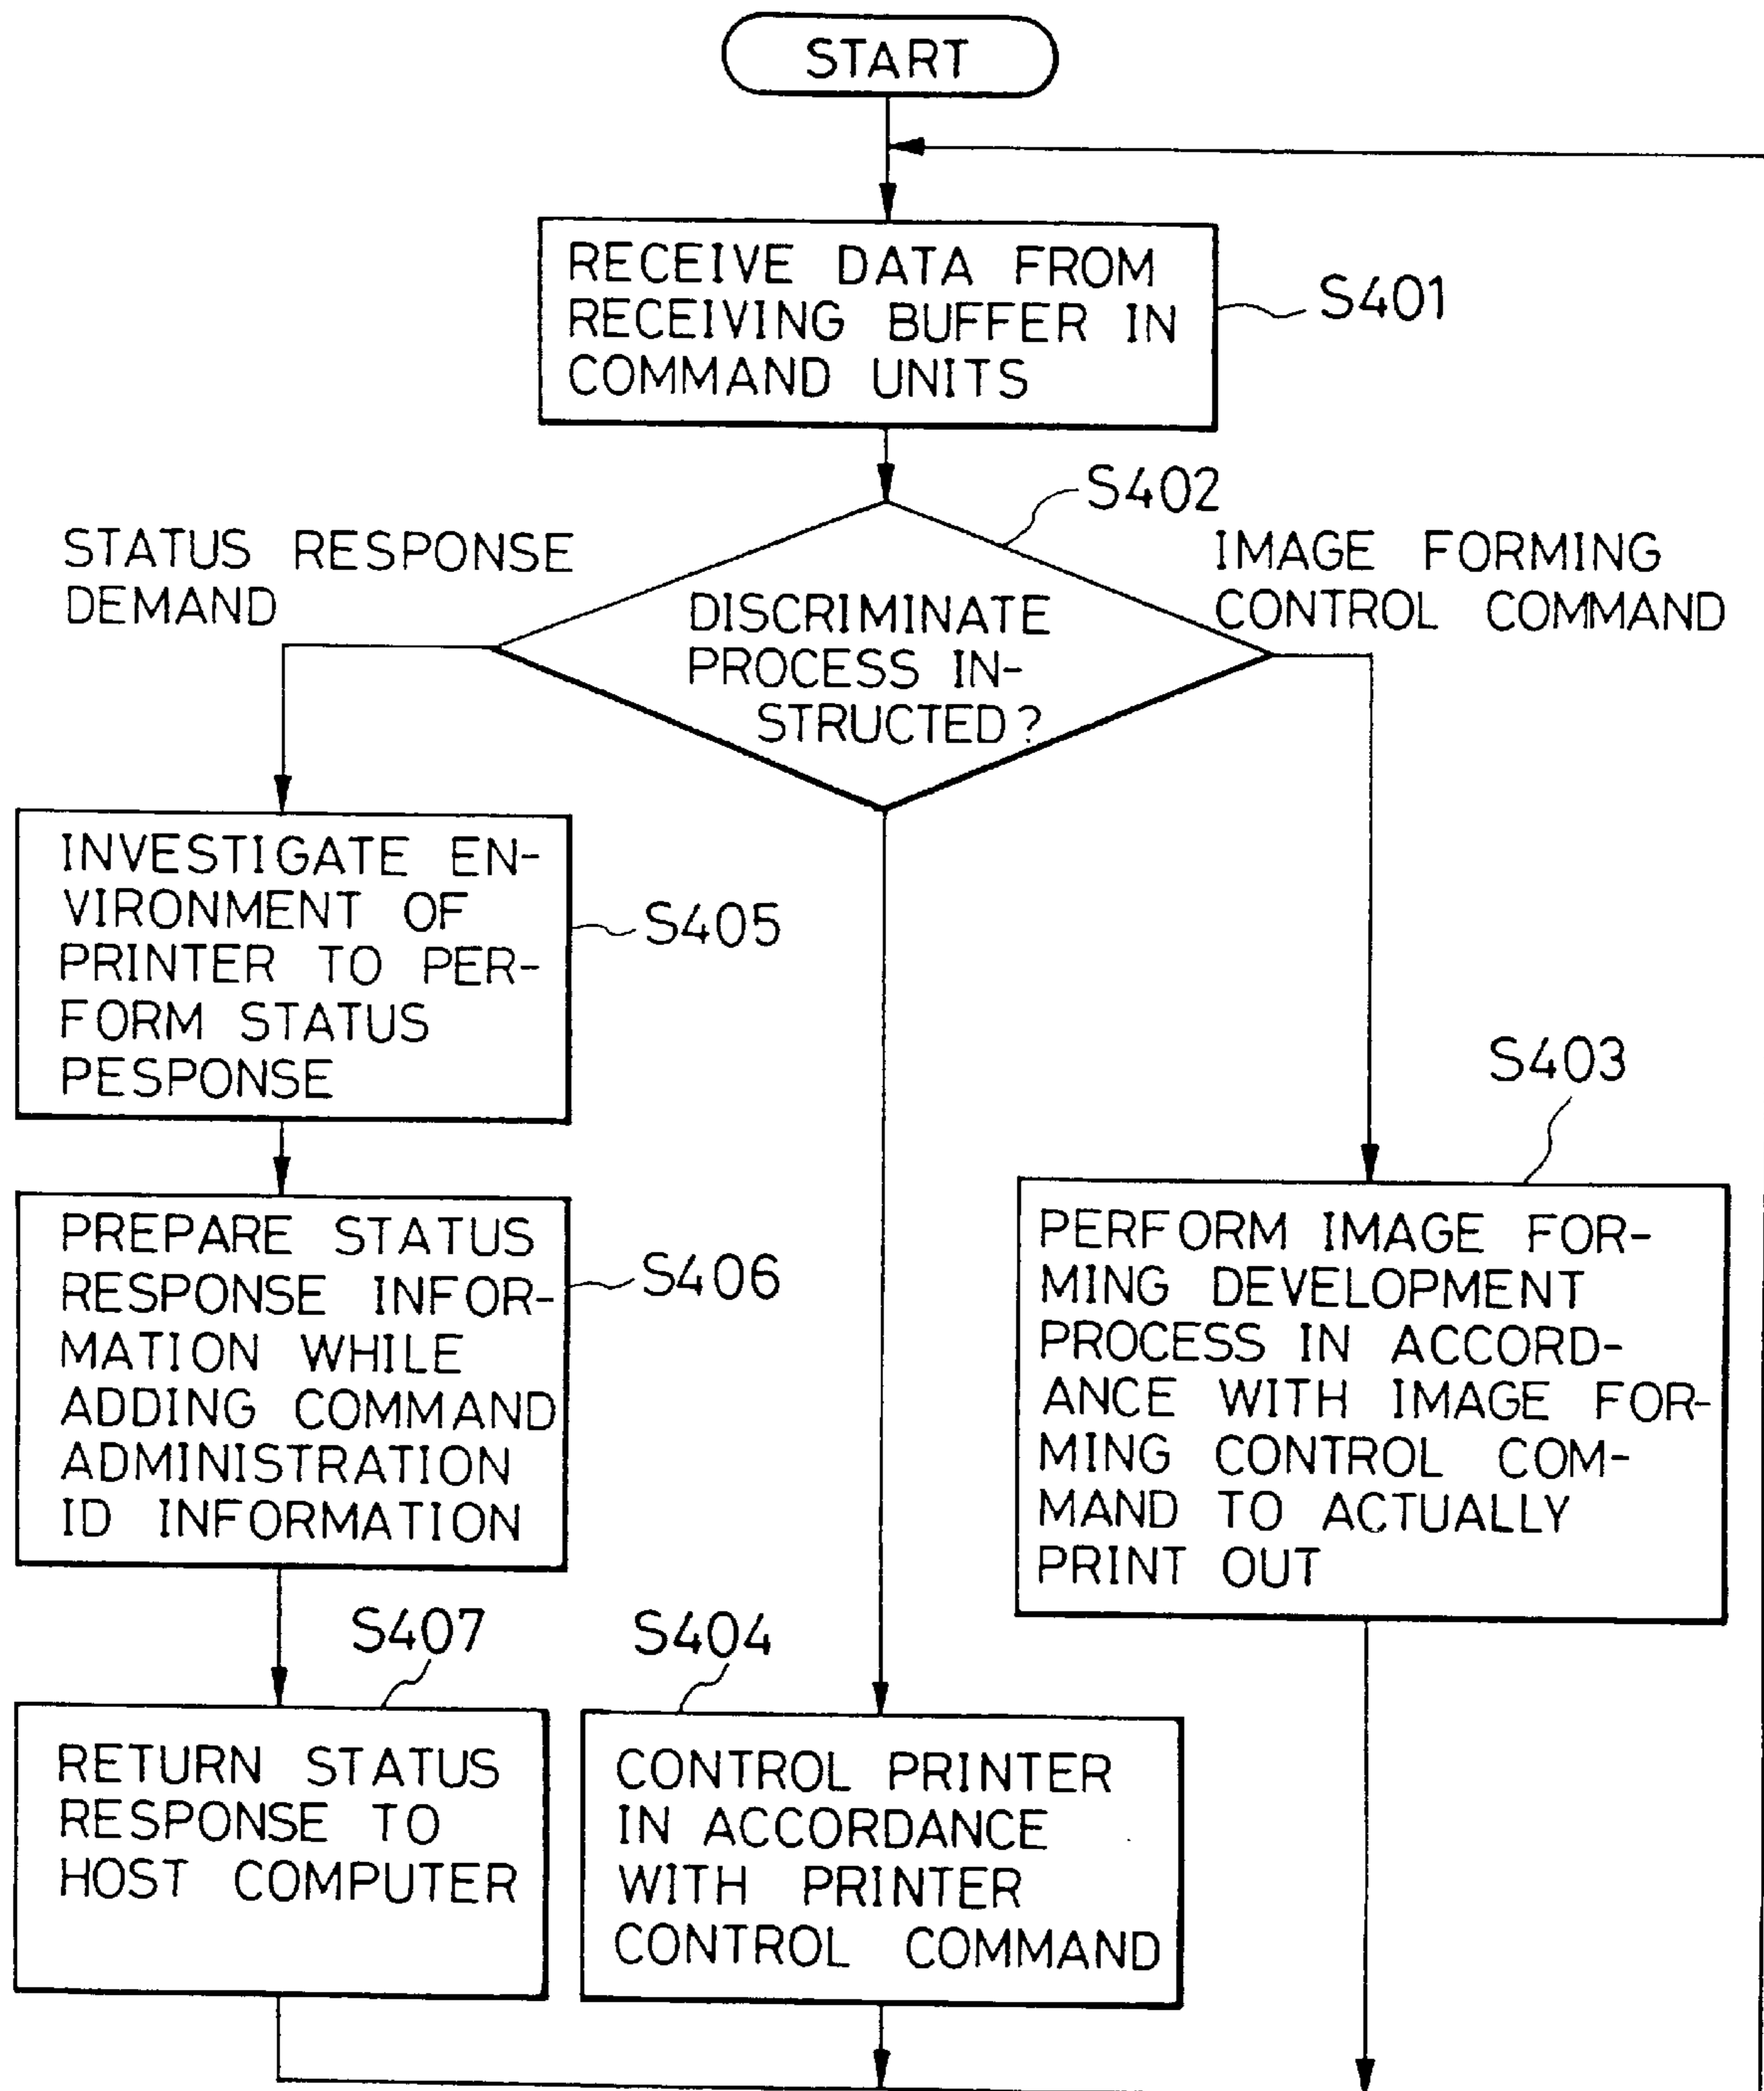 START
RECEIVE DATA FROM
RECEIVING BUFFER IN
COMMAND UNITS
S401
S402
STATUS RESPONSE
DEMAND
IMAGE FORMING
CONTROL COMMAND
DISCRIMINATE
PROCESS IN-
STRUCTED?
INVESTIGATE EN-
VIRONMENT OF
PRINTER TO PER-
FORM STATUS
PESPONSE
S405
S403
PREPARE STATUS
RESPONSE INFOR-
MATION WHILE
ADDING COMMAND
ADMINISTRATION
ID INFORMATION
S406
PERFORM IMAGE FOR-
MING DEVELOPMENT
PROCESS IN ACCORD-
ANCE WITH IMAGE FOR-
MING CONTROL COM-
MAND TO ACTUALLY
PRINT OUT
S407
S404
RETURN STATUS
RESPONSE TO
HOST COMPUTER
CONTROL PRINTER
IN ACCORDANCE
WITH PRINTER
CONTROL COMMAND